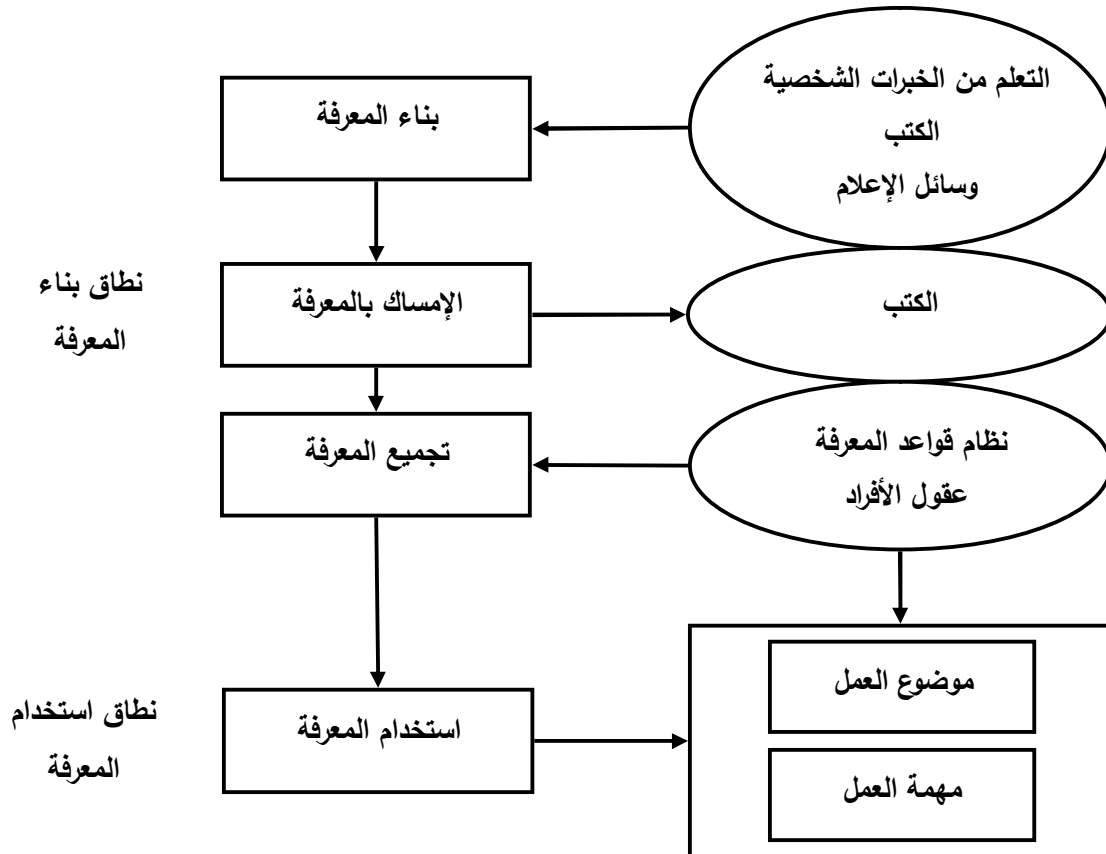 التعلم من الخبرات الشخصية
الكتب
وسائل الإعلام
بناء المعرفة
نطاق بناء
المعرفة
الإمساك بالمعرفة
الكتب
تجميع المعرفة
نظام قواعد المعرفة
عقول الأفراد
موضوع العمل
نطاق استخدام
المعرفة
استخدام المعرفة
مهمة العمل